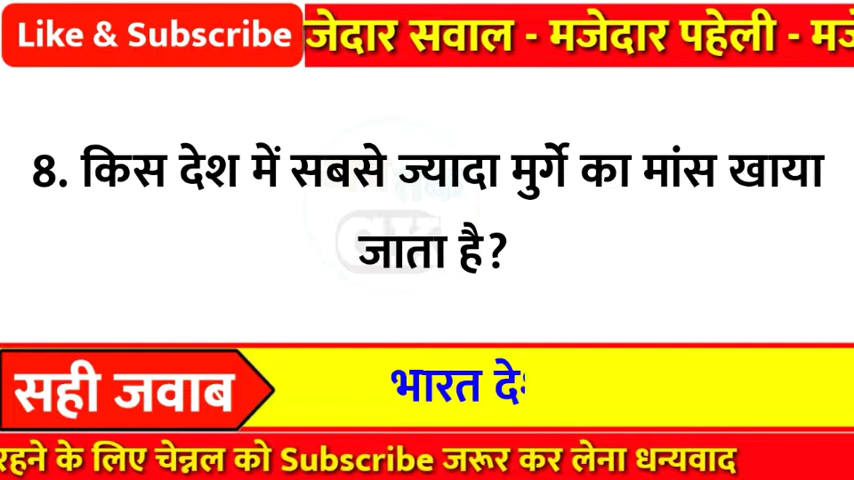 Like & Subscribe
जेदार सवाल - मजेदार पहेली - मजे
8. किस देश में सबसे ज्यादा मुर्गे का मांस खाया
जाता है?
सही जवाब
भारत दे
रहने के लिए चेन्नल को Subscribe जरूर कर लेना धन्यवाद